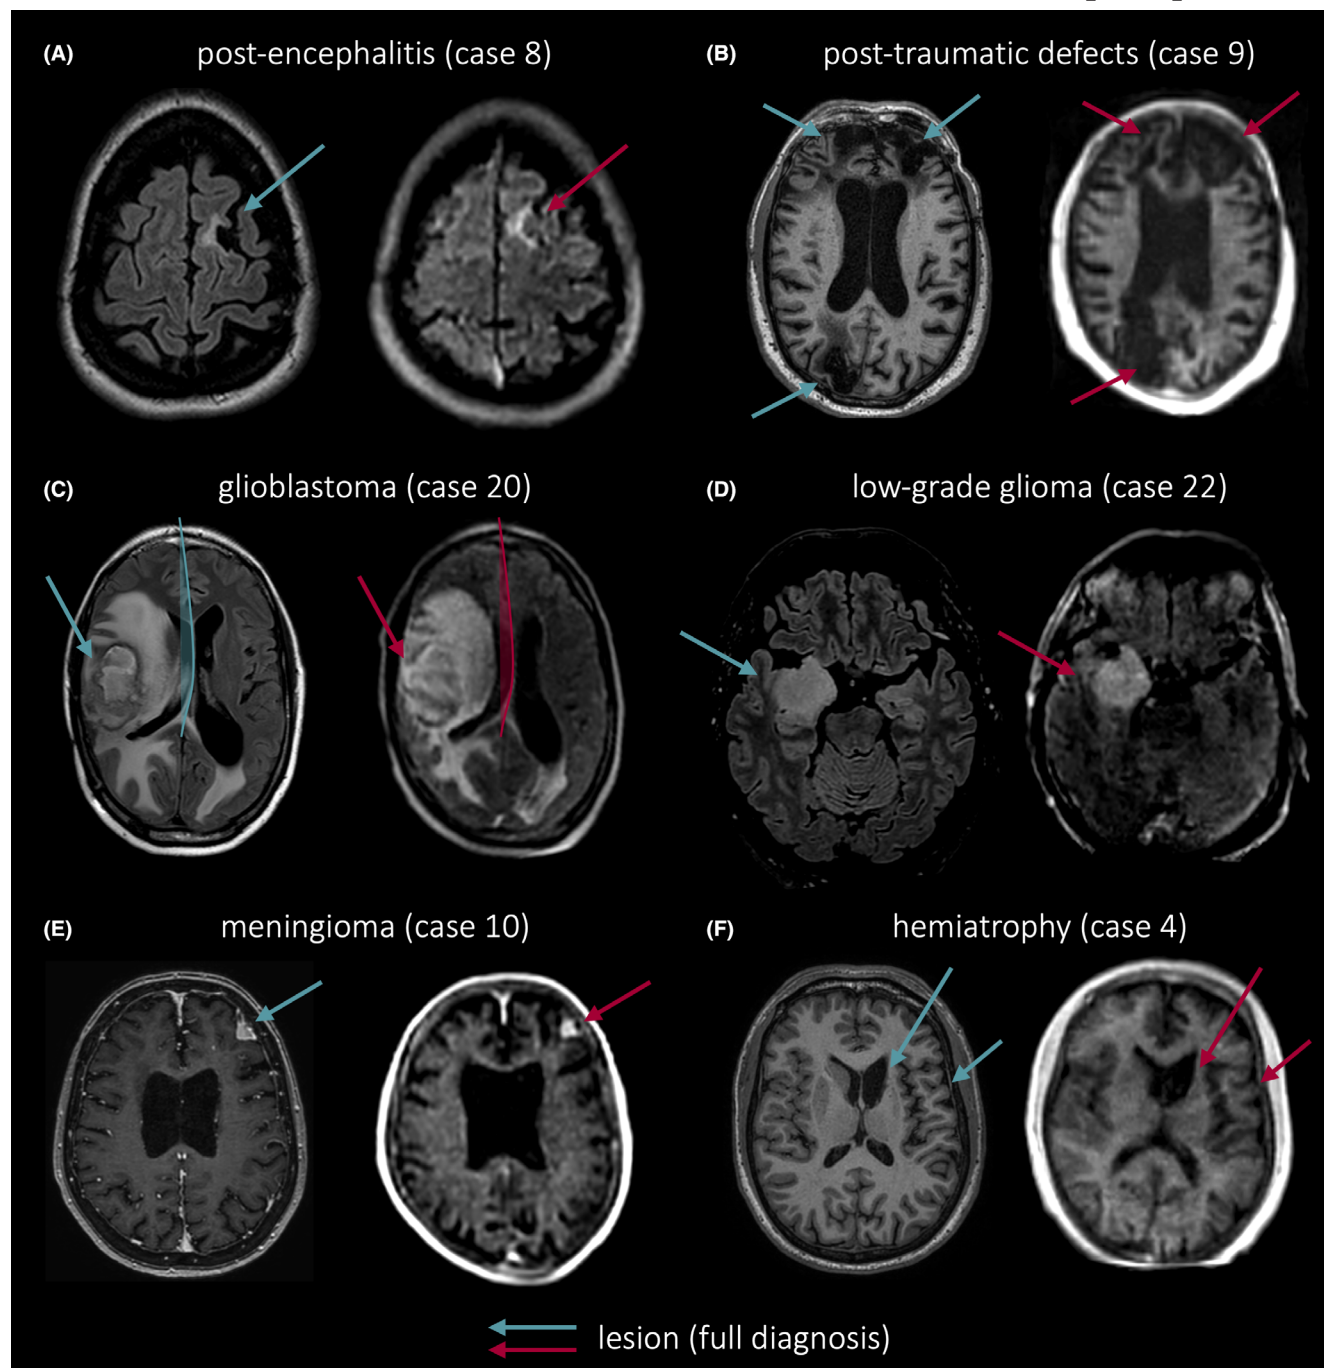 (A) post-encephalitis (case 8)
(B) post-traumatic defects (case 9)
(C) glioblastoma (case 20)
(D) low-grade glioma (case 22)
(E) meningioma (case 10)
(F) hemiatrophy (case 4)
lesion (full diagnosis)